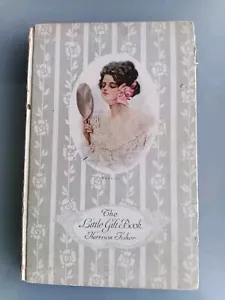 The
Little Gift Book
Harrison Fisher